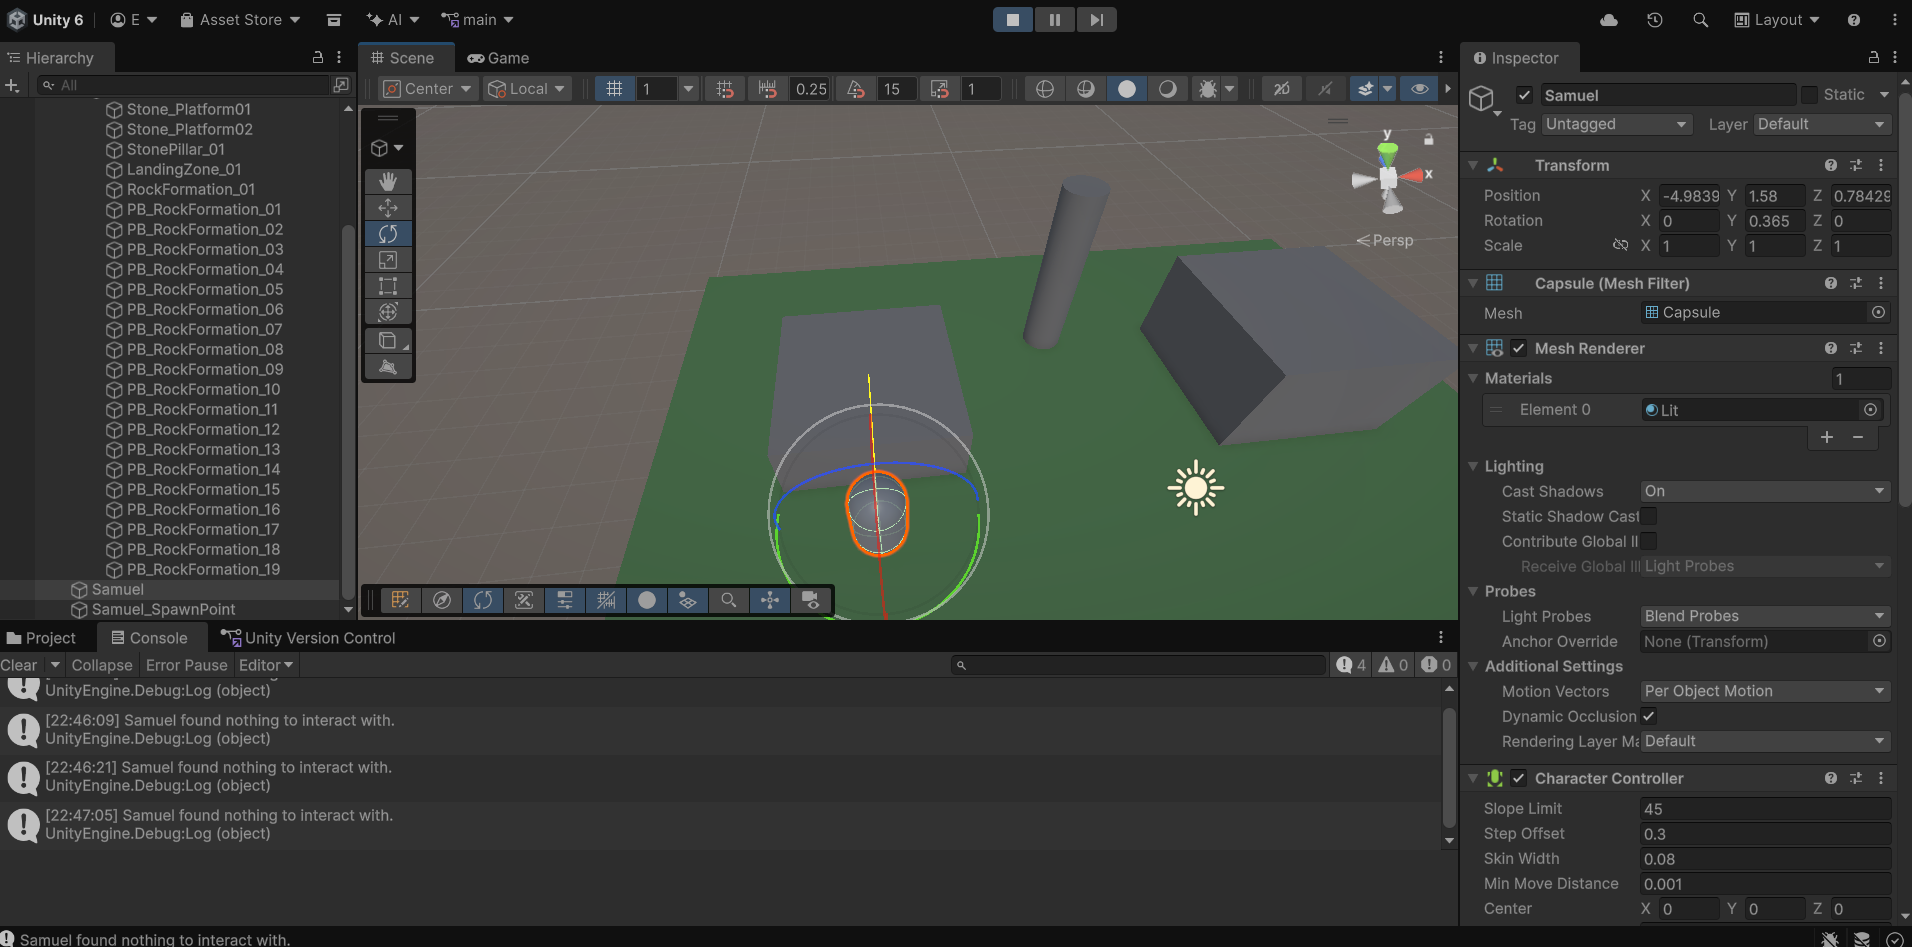 Unity 6
E
Asset Store
AI
main
Layout
Hierarchy
All
Stone_Platform01
Stone_Platform02
StonePillar_01
LandingZone_01
RockFormation_01
PB_RockFormation_01
PB_RockFormation_02
PB_RockFormation_03
PB_RockFormation_04
PB_RockFormation_05
PB_RockFormation_06
PB_RockFormation_07
PB_RockFormation_08
PB_RockFormation_09
PB_RockFormation_10
PB_RockFormation_11
PB_RockFormation_12
PB_RockFormation_13
PB_RockFormation_14
PB_RockFormation_15
PB_RockFormation_16
PB_RockFormation_17
PB_RockFormation_18
PB_RockFormation_19
Samuel
Samuel_SpawnPoint
Scene
Game
Center
Local
1
0.25
15
1
2D
y
x
Persp
Project
Console
Unity Version Control
Clear
Collapse
Error Pause
Editor
4
0
0
UnityEngine.Debug:Log (object)
[22:46:09] Samuel found nothing to interact with.
UnityEngine.Debug:Log (object)
[22:46:21] Samuel found nothing to interact with.
UnityEngine.Debug:Log (object)
[22:47:05] Samuel found nothing to interact with.
UnityEngine.Debug:Log (object)
Samuel found nothing to interact with.
Inspector
Samuel
Static
Tag Untagged Layer Default
Transform
Position X -4.9839 Y 1.58 Z 0.78429
Rotation X 0 Y 0.365 Z 0
Scale X 1 Y 1 Z 1
Capsule (Mesh Filter)
Mesh Capsule
Mesh Renderer
Materials 1
Element 0 Lit
Lighting
Cast Shadows On
Static Shadow Cast
Contribute Global Il
Receive Global Ill Light Probes
Probes
Light Probes Blend Probes
Anchor Override None (Transform)
Additional Settings
Motion Vectors Per Object Motion
Dynamic Occlusion
Rendering Layer Ma Default
Character Controller
Slope Limit 45
Step Offset 0.3
Skin Width 0.08
Min Move Distance 0.001
Center X 0 Y 0 Z 0